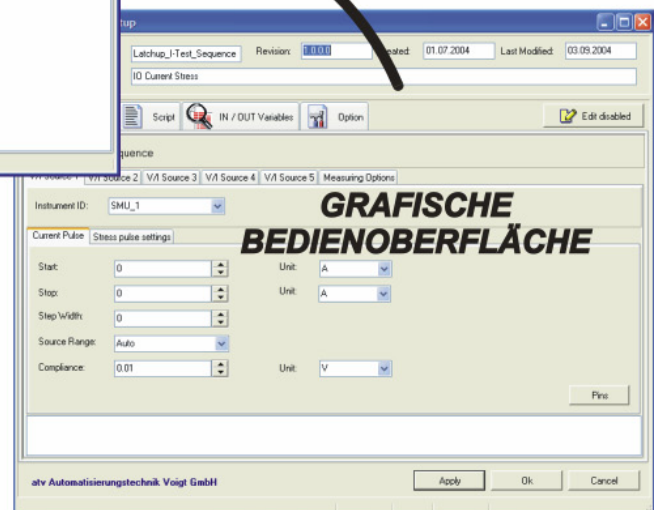 tup
Latchup_I-Test_Sequence Revision: 1.0.0.0 Created: 01.07.2004 Last Modified: 03.09.2004
IO Current Stress
Script IN / OUT Variables Option Edit disabled
quence
V/I Source 1 V/I Source 2 V/I Source 3 V/I Source 4 V/I Source 5 Measuring Options
Instrument ID: SMU_1
GRAFISCHE
BEDIENOBERFLÄCHE
Current Pulse Stress pulse settings
Start: 0 Unit: A
Stop: 0 Unit: A
Step Width: 0
Source Range: Auto
Compliance: 0.01 Unit: V
Pins
atv Automatisierungstechnik Voigt GmbH Apply Ok Cancel